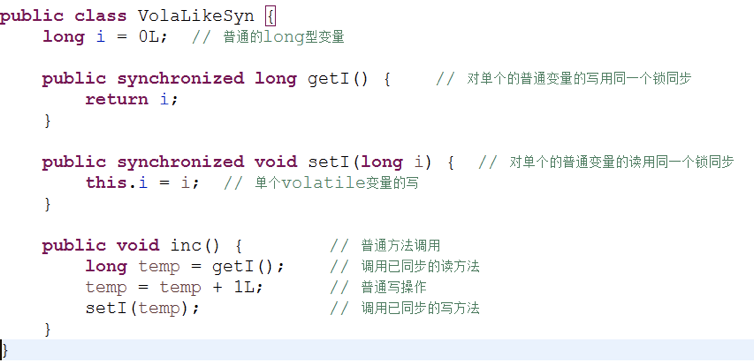 public class VolaLikeSyn {
long i = 0L; // 普通的long型变量
public synchronized long getI() { // 对单个的普通变量的写用同一个锁同步
return i;
}
public synchronized void setI(long i) { // 对单个的普通变量的读用同一个锁同步
this.i = i; // 单个volatile变量的写
}
public void inc() { // 普通方法调用
long temp = getI(); // 调用已同步的读方法
temp = temp + 1L; // 普通写操作
setI(temp); // 调用已同步的写方法
}
}